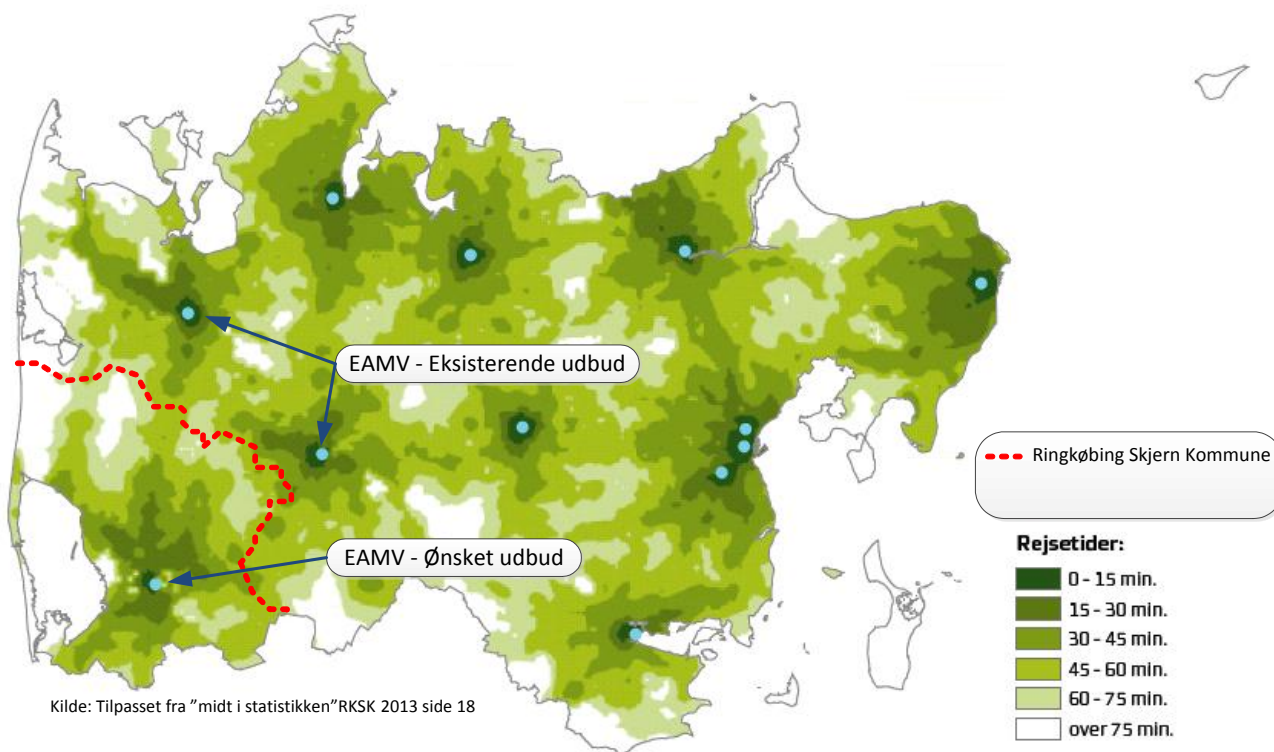 EAMV - Eksisterende udbud
Ringkøbing Skjern Kommune
EAMV - Ønsket udbud
Rejsetider:
0 - 15 min.
15 - 30 min.
30 - 45 min.
45 - 60 min.
60 - 75 min.
over 75 min.
Kilde: Tilpasset fra ”midt i statistikken”RKSK 2013 side 18